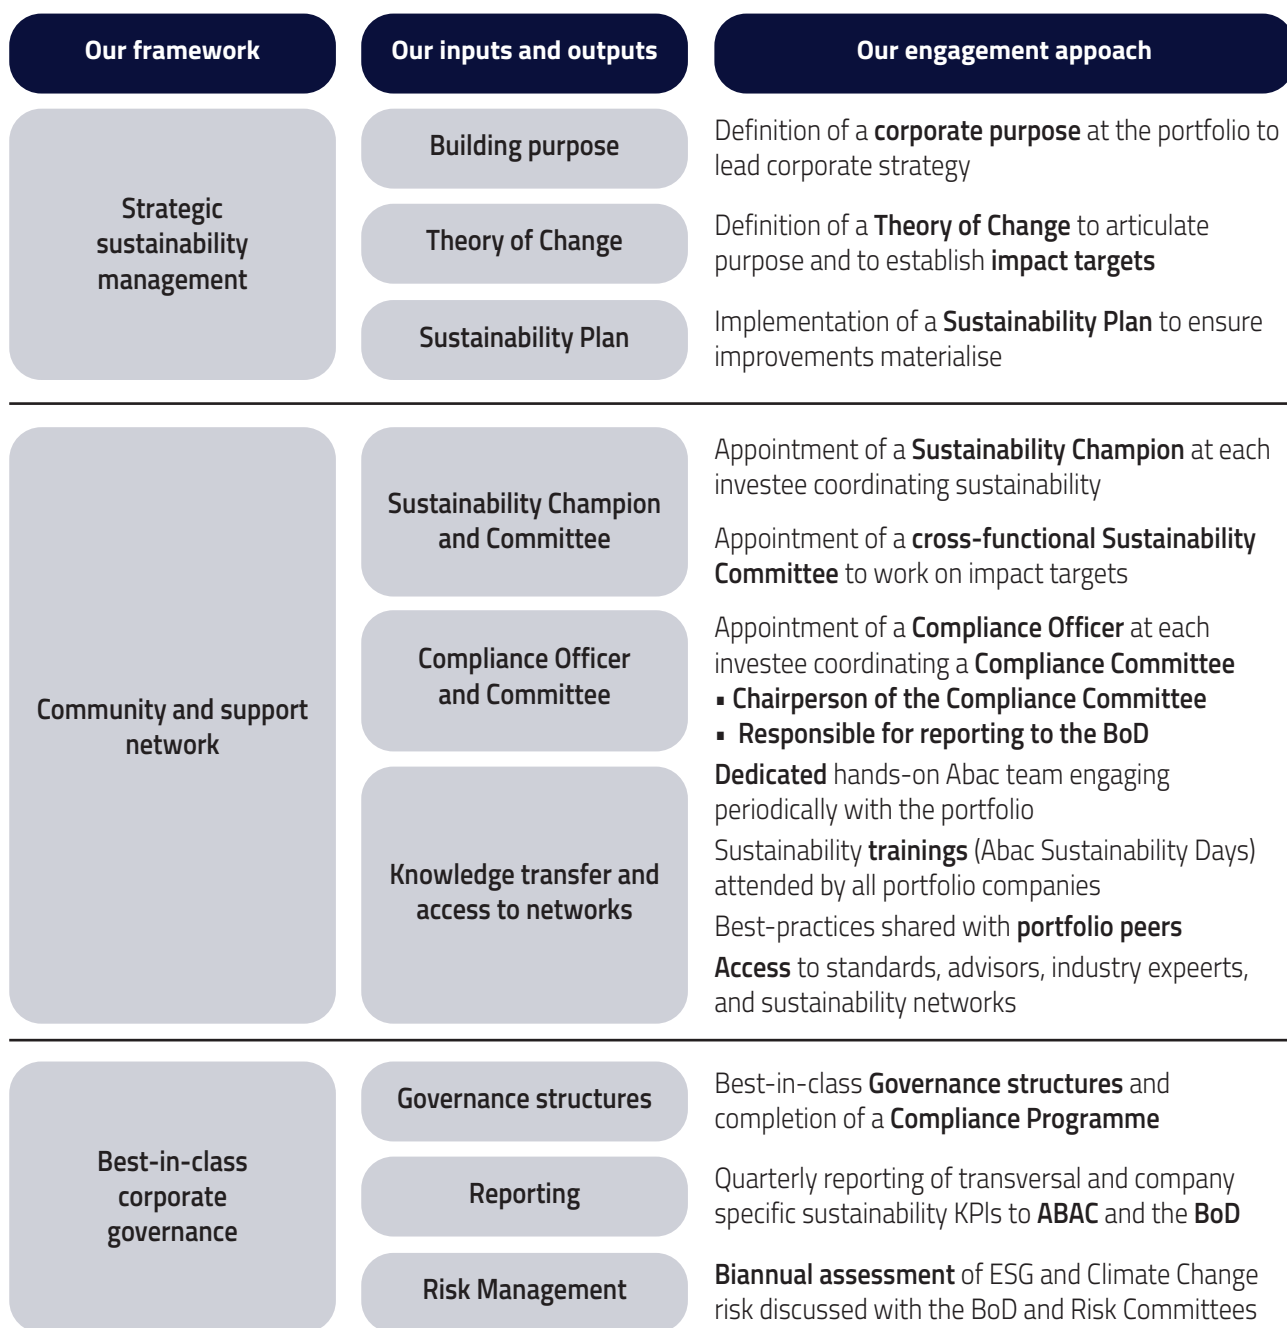 Our framework
Our inputs and outputs
Our engagement appoach
Strategic
sustainability
management
Building purpose
Definition of a corporate purpose at the portfolio to
lead corporate strategy
Theory of Change
Definition of a Theory of Change to articulate
purpose and to establish impact targets
Sustainability Plan
Implementation of a Sustainability Plan to ensure
improvements materialise
Community and support
network
Sustainability Champion
and Committee
Appointment of a Sustainability Champion at each
investee coordinating sustainability
Appointment of a cross-functional Sustainability
Committee to work on impact targets
Compliance Officer
and Committee
Appointment of a Compliance Officer at each
investee coordinating a Compliance Committee
▪ Chairperson of the Compliance Committee
▪ Responsible for reporting to the BoD
Knowledge transfer and
access to networks
Dedicated hands-on Abac team engaging
periodically with the portfolio
Sustainability trainings (Abac Sustainability Days)
attended by all portfolio companies
Best-practices shared with portfolio peers
Access to standards, advisors, industry expeerts,
and sustainability networks
Best-in-class
corporate
governance
Governance structures
Best-in-class Governance structures and
completion of a Compliance Programme
Reporting
Quarterly reporting of transversal and company
specific sustainability KPIs to ABAC and the BoD
Risk Management
Biannual assessment of ESG and Climate Change
risk discussed with the BoD and Risk Committees